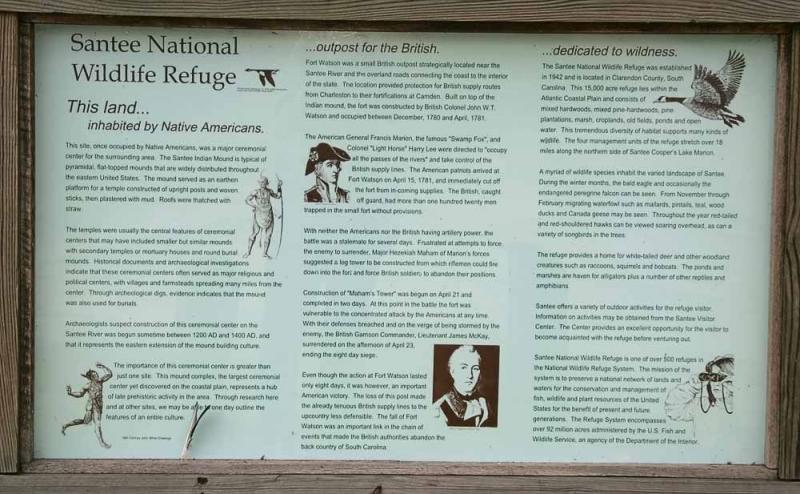 Santee National
Wildlife Refuge
This land...
inhabited by Native Americans.
This site, once occupied by Native Americans, was a major ceremonial
center for the surrounding area. The Santee Indian Mound is typical of
pyramidal, flat-topped mounds that are widely distributed throughout
the eastern United States. The mound served as an earthen
platform for a temple constructed of upright posts and woven
sticks, then plastered with mud. Roofs were thatched with
straw.
The temples were usually the central features of ceremonial
centers that may have included smaller but similar mounds
with secondary temples or mortuary houses and round burial
mounds. Historical documents and archaeological investigations
indicate that these ceremonial centers often served as major religious and
political centers, with villages and farmsteads spreading many miles from the
center. Through archeological digs, evidence indicates that the mound
was also used for burials.
Archaeologists suspect construction of this ceremonial center on the
Santee River was begun sometime between 1200 AD and 1400 AD, and
that it represents the eastern extension of the mound building culture.
The importance of this ceremonial center is greater than
just one site. This mound complex, the largest ceremonial
center yet discovered on the coastal plain, represents a hub
of late prehistoric activity in the area. Through research here
and at other sites, we may be able to one day outline the
features of an entire culture.
16th Century John White Drawings
...outpost for the British.
Fort Watson was a small British outpost strategically located near the
Santee River and the overland roads connecting the coast to the interior
of the state. The location provided protection for British supply routes
from Charleston to their fortifications at Camden. Built on top of the
Indian mound, the fort was constructed by British Colonel John W.T.
Watson and occupied between December, 1780 and April, 1781.
The American General Francis Marion, the famous "Swamp Fox", and
Colonel "Light Horse" Harry Lee were directed to "occupy
all the passes of the rivers" and take control of the
British supply lines. The American patriots arrived at
Fort Watson on April 15, 1781, and immediately cut off
the fort from in-coming supplies. The British, caught
off guard, had more than one hundred twenty men
trapped in the small fort without provisions.
With neither the Americans nor the British having artillery power, the
battle was a stalemate for several days. Frustrated at attempts to force
the enemy to surrender, Major Hezekiah Maham of Marion's forces
suggested a log tower to be constructed from which riflemen could fire
down into the fort and force British soldiers to abandon their positions.
Construction of "Maham's Tower" was begun on April 21 and
completed in two days. At this point in the battle the fort was
vulnerable to the concentrated attack by the Americans at any time.
With their defenses breached and on the verge of being stormed by the
enemy, the British Garrison Commander, Lieutenant James McKay,
surrendered on the afternoon of April 23,
ending the eight day siege.
Even though the action at Fort Watson lasted
only eight days, it was however, an important
American victory. The loss of this post made
the already tenuous British supply lines to the
upcountry less defensible. The fall of Fort
Watson was an important link in the chain of
events that made the British authorities abandon the
back country of South Carolina.
...dedicated to wildness.
The Santee National Wildlife Refuge was established
in 1942 and is located in Clarendon County, South
Carolina. This 15,000 acre refuge lies within the
Atlantic Coastal Plain and consists of
mixed hardwoods, mixed pine-hardwoods, pine
plantations, marsh, croplands, old fields, ponds and open
water. This tremendous diversity of habitat supports many kinds of
wildlife. The four management units of the refuge stretch over 18
miles along the northern side of Santee Cooper's Lake Marion.
A myriad of wildlife species inhabit the varied landscape of Santee.
During the winter months, the bald eagle and occasionally the
endangered peregrine falcon can be seen. From November through
February migrating waterfowl such as mallards, pintails, teal, wood
ducks and Canada geese may be seen. Throughout the year red-tailed
and red-shouldered hawks can be viewed soaring overhead, as can a
variety of songbirds in the trees.
The refuge provides a home for white-tailed deer and other woodland
creatures such as raccoons, squirrels and bobcats. The ponds and
marshes are haven for alligators plus a number of other reptiles and
amphibians.
Santee offers a variety of outdoor activities for the refuge visitor.
Information on activities may be obtained from the Santee Visitor
Center. The Center provides an excellent opportunity for the visitor to
become acquainted with the refuge before venturing out.
Santee National Wildlife Refuge is one of over 500 refuges in
the National Wildlife Refuge System. The mission of the
system is to preserve a national network of lands and
waters for the conservation and management of
fish, wildlife and plant resources of the United
States for the benefit of present and future
generations. The Refuge System encompasses
over 92 million acres administered by the U.S. Fish and
Wildlife Service, an agency of the Department of the Interior.